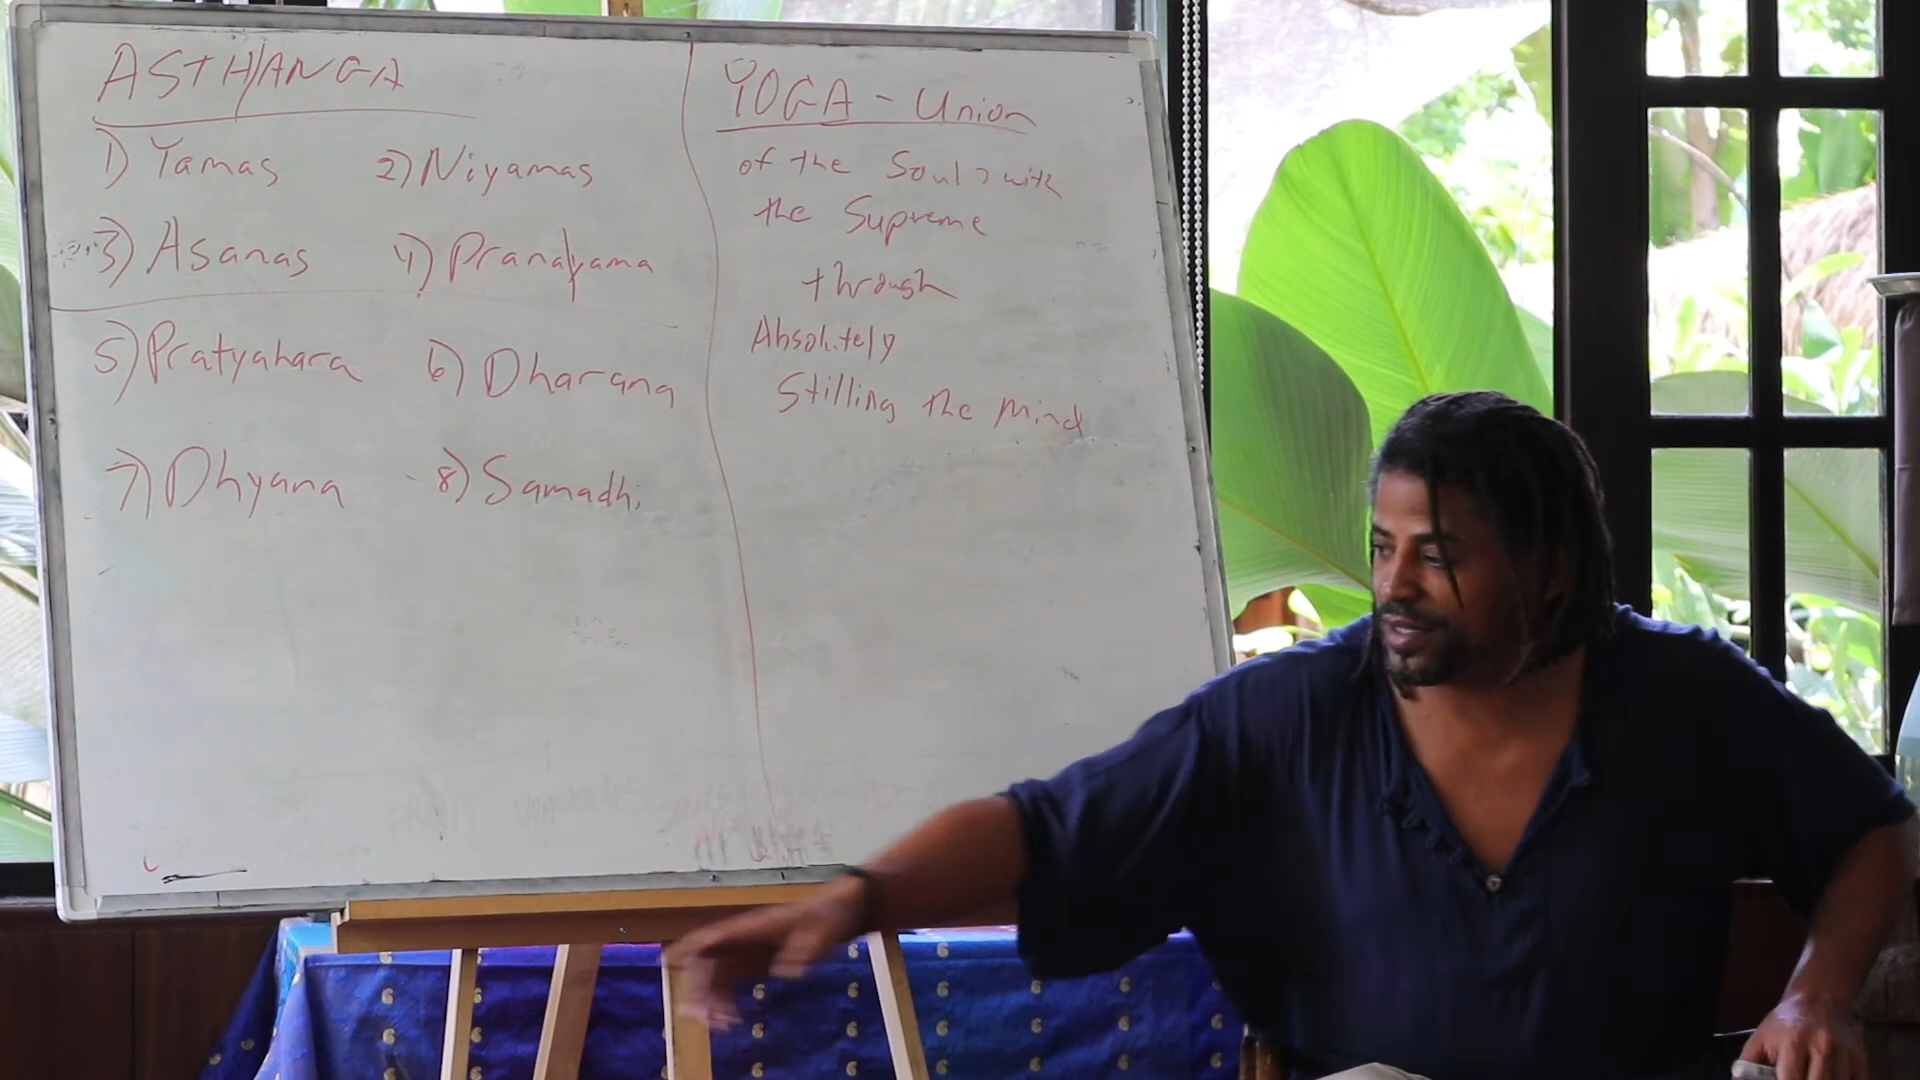 ASTHANGA
1) Yamas 2) Niyamas
3) Asanas 4) Pranayama
5) Pratyahara 6) Dharana
7) Dhyana 8) Samadhi
YOGA - Union
of the Soul with
the Supreme
through
Absolutely
Stilling the Mind